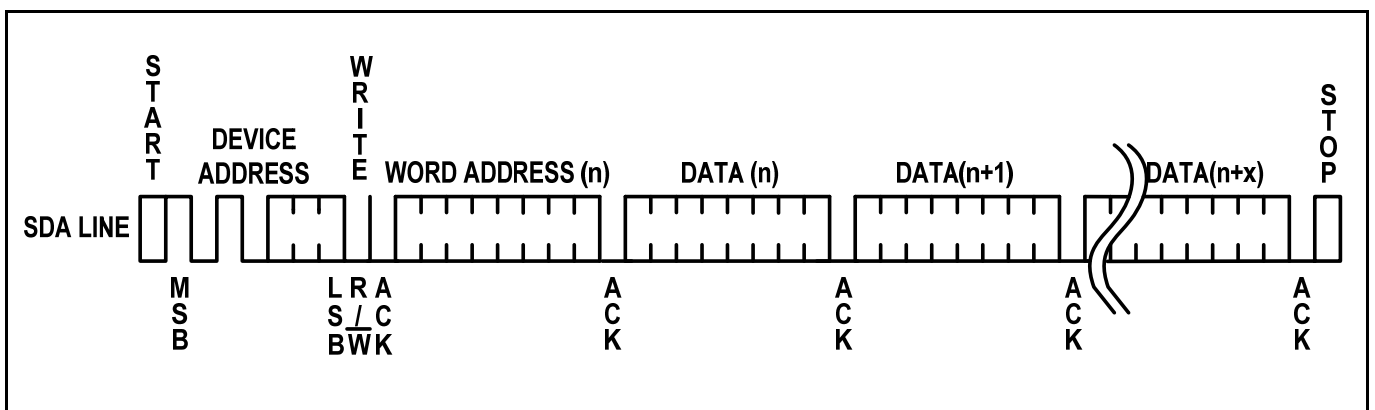 START
WRITE
STOP
DEVICE
ADDRESS
WORD ADDRESS (n)
DATA (n)
DATA(n+1)
DATA(n+x)
SDA LINE
MSB
LSB
R/W
ACK
ACK
ACK
ACK
ACK